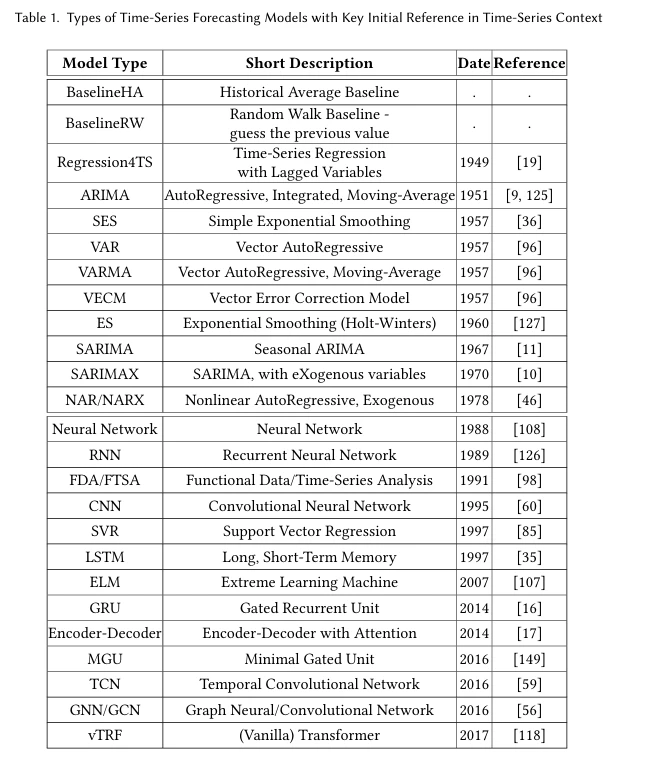 Table 1. Types of Time-Series Forecasting Models with Key Initial Reference in Time-Series Context
Model Type Short Description Date Reference
BaselineHA Historical Average Baseline . .
BaselineRW Random Walk Baseline - guess the previous value . .
Regression4TS Time-Series Regression with Lagged Variables 1949 [19]
ARIMA AutoRegressive, Integrated, Moving-Average 1951 [9, 125]
SES Simple Exponential Smoothing 1957 [36]
VAR Vector AutoRegressive 1957 [96]
VARMA Vector AutoRegressive, Moving-Average 1957 [96]
VECM Vector Error Correction Model 1957 [96]
ES Exponential Smoothing (Holt-Winters) 1960 [127]
SARIMA Seasonal ARIMA 1967 [11]
SARIMAX SARIMA, with eXogenous variables 1970 [10]
NAR/NARX Nonlinear AutoRegressive, Exogenous 1978 [46]
Neural Network Neural Network 1988 [108]
RNN Recurrent Neural Network 1989 [126]
FDA/FTSA Functional Data/Time-Series Analysis 1991 [98]
CNN Convolutional Neural Network 1995 [60]
SVR Support Vector Regression 1997 [85]
LSTM Long, Short-Term Memory 1997 [35]
ELM Extreme Learning Machine 2007 [107]
GRU Gated Recurrent Unit 2014 [16]
Encoder-Decoder Encoder-Decoder with Attention 2014 [17]
MGU Minimal Gated Unit 2016 [149]
TCN Temporal Convolutional Network 2016 [59]
GNN/GCN Graph Neural/Convolutional Network 2016 [56]
vTRF (Vanilla) Transformer 2017 [118]